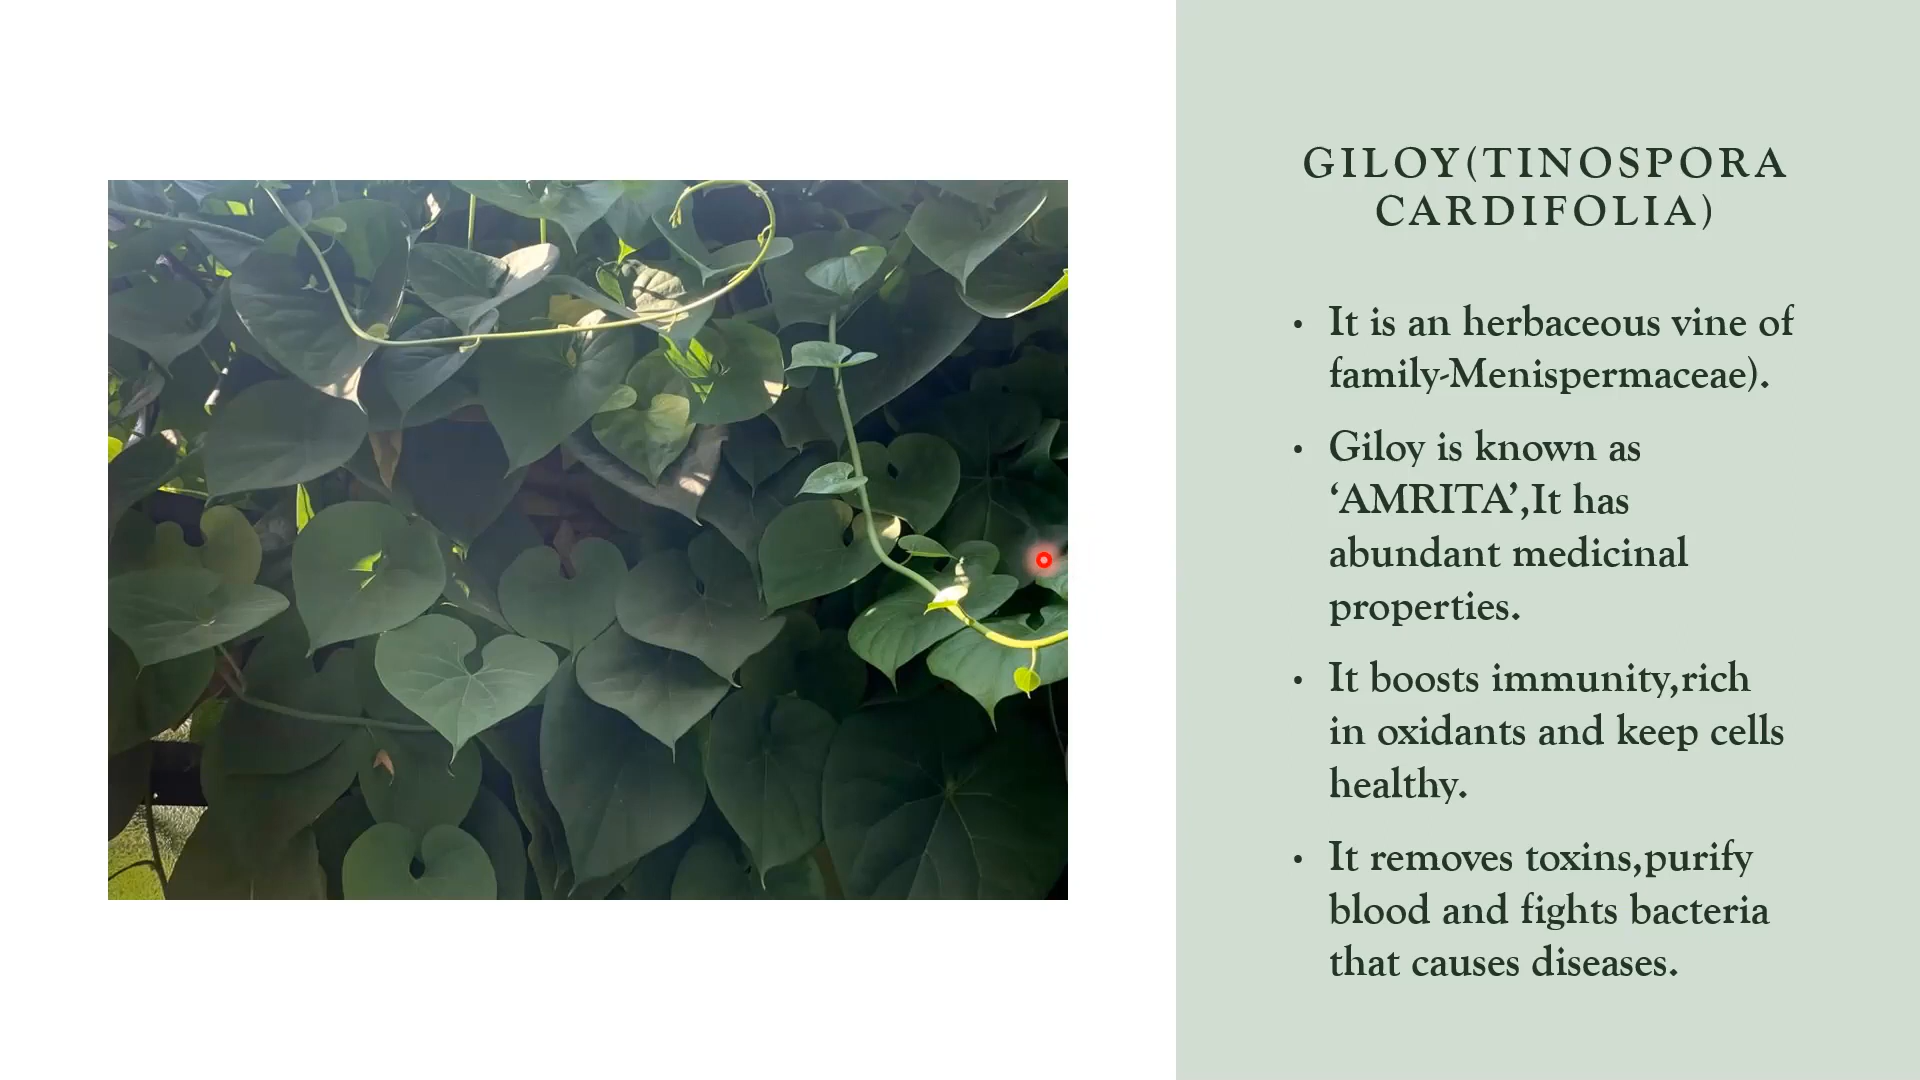 GILOY(TINOSPORA
CARDIFOLIA)
• It is an herbaceous vine of
family-Menispermaceae).
• Giloy is known as
‘AMRITA’,It has
abundant medicinal
properties.
• It boosts immunity,rich
in oxidants and keep cells
healthy.
• It removes toxins,purify
blood and fights bacteria
that causes diseases.